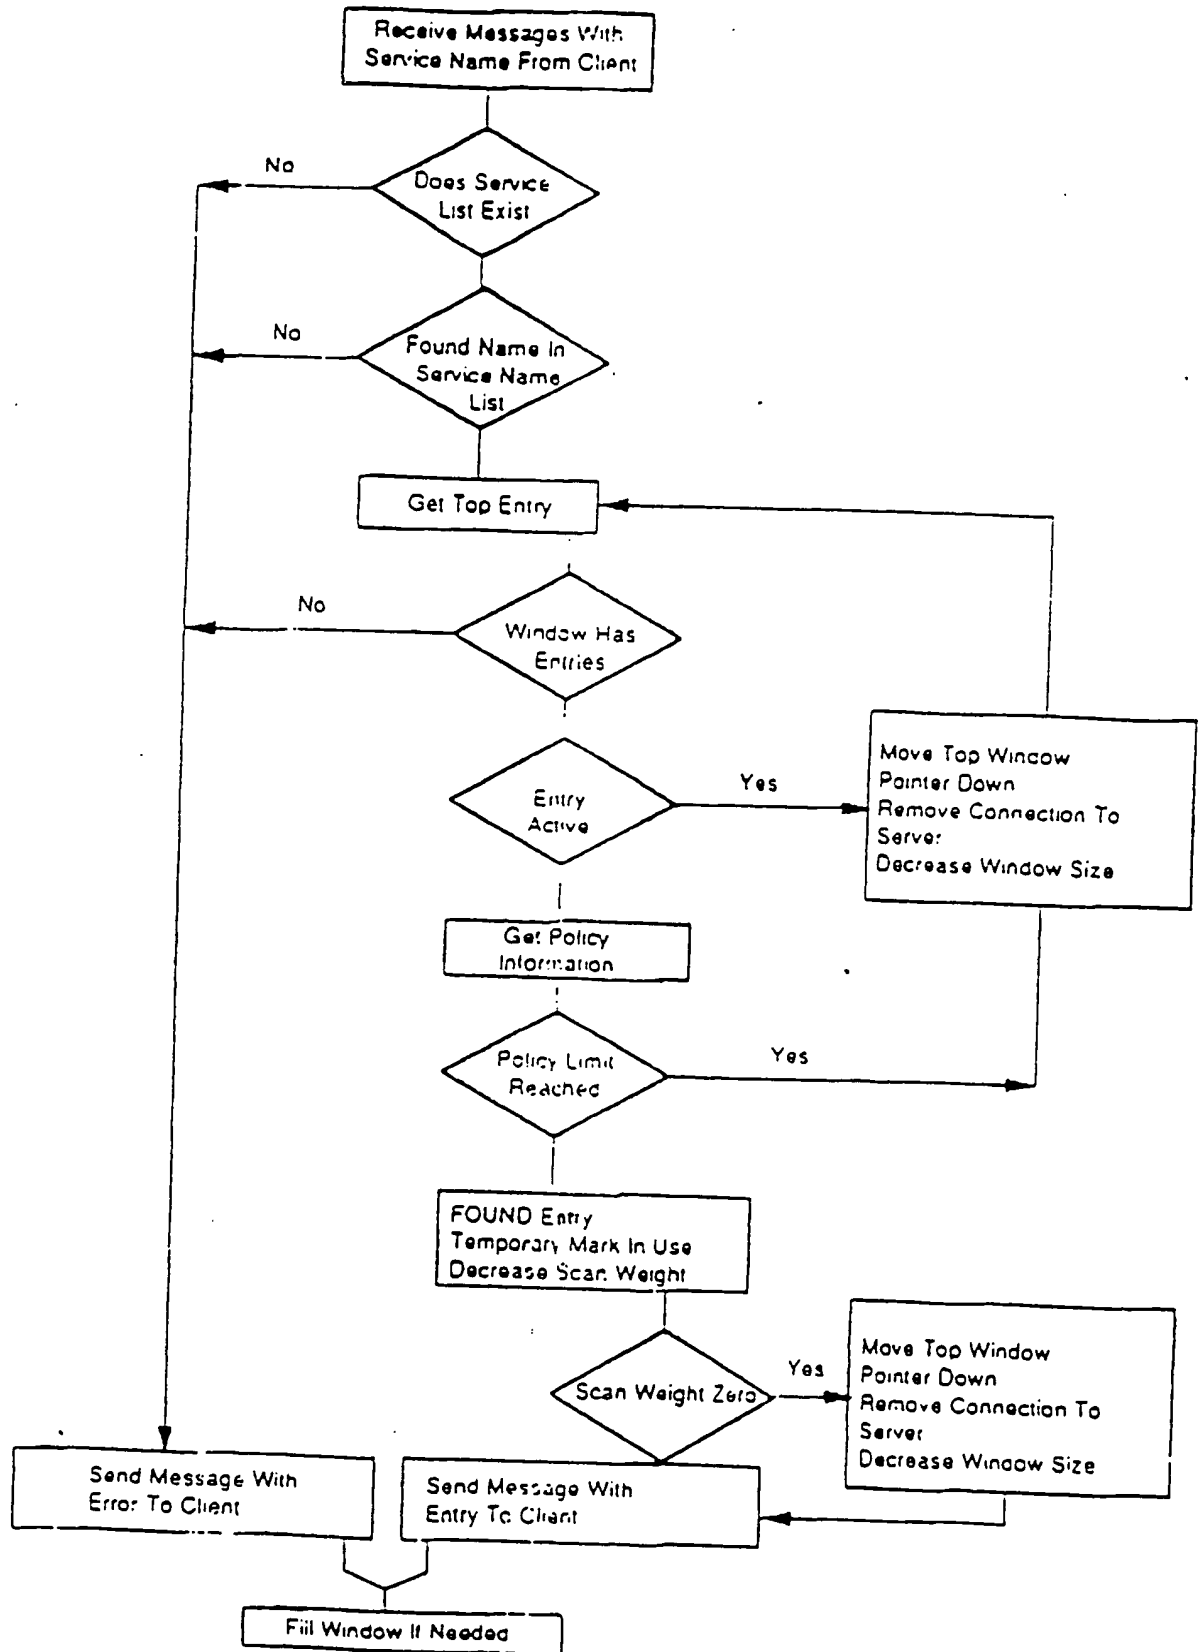 Receive Messages With
Service Name From Client
No
Does Service
List Exist
No
Found Name In
Service Name
List
Get Top Entry
No
Window Has
Entries
Entry
Active
Yes
Move Top Window
Pointer Down
Remove Connection To
Server
Decrease Window Size
Get Policy
Information
Policy Limit
Reached
Yes
FOUND Entry
Temporary Mark In Use
Decrease Scan Weight
Scan Weight Zero
Yes
Move Top Window
Pointer Down
Remove Connection To
Server
Decrease Window Size
Send Message With
Error To Client
Send Message With
Entry To Client
Fill Window If Needed